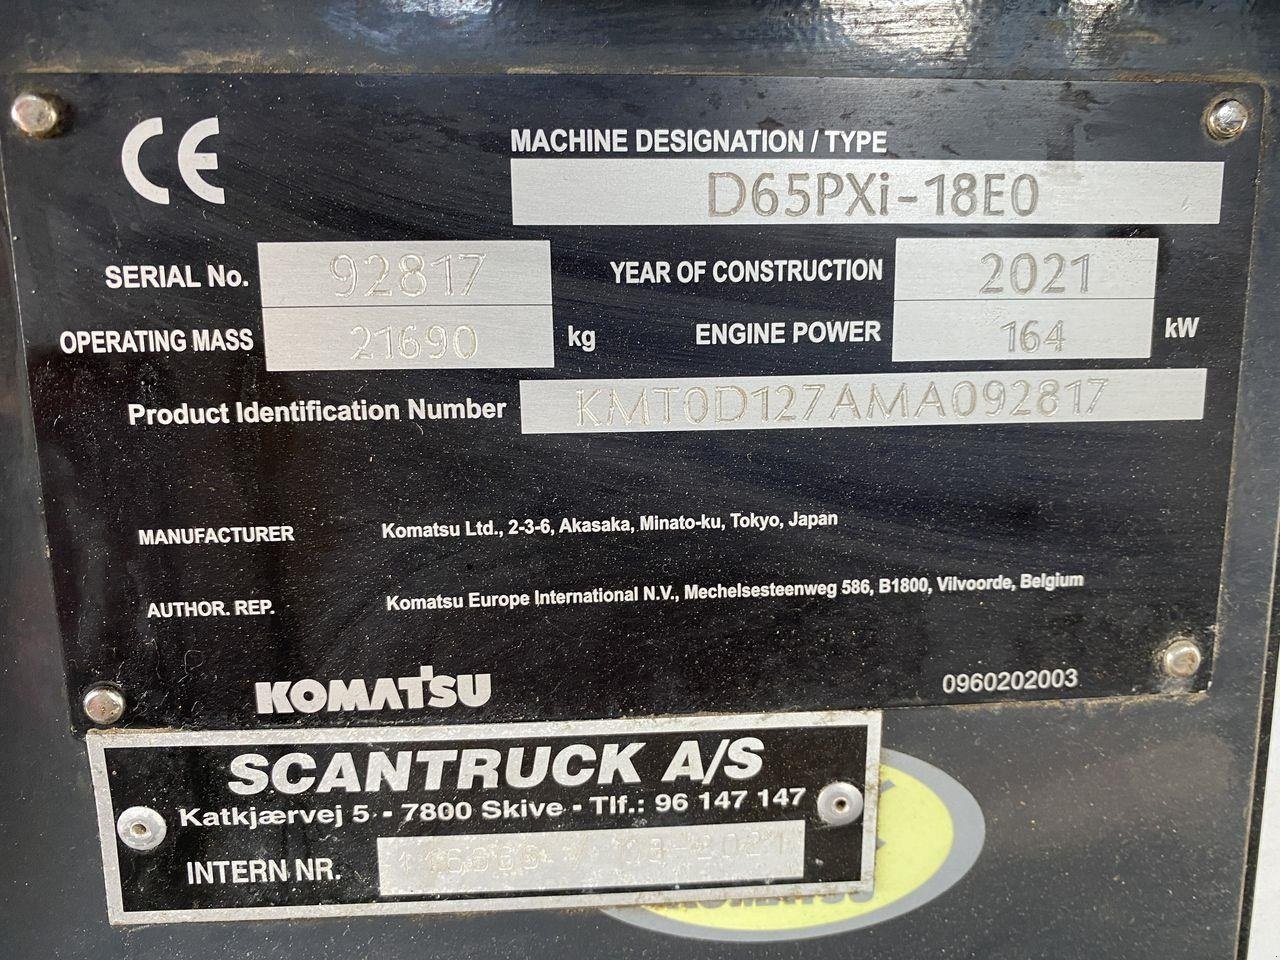 CE
MACHINE DESIGNATION / TYPE
D65PXi-18E0
SERIAL No. 92817 YEAR OF CONSTRUCTION 2021
OPERATING MASS 21690 kg ENGINE POWER 164 kW
Product Identification Number KMT0D127AMA092817
MANUFACTURER Komatsu Ltd., 2-3-6, Akasaka, Minato-ku, Tokyo, Japan
AUTHOR. REP. Komatsu Europe International N.V., Mechelsesteenweg 586, B1800, Vilvoorde, Belgium
KOMATSU 0960202003
SCANTRUCK A/S
Katkjærvej 5 - 7800 Skive - Tlf.: 96 147 147
INTERN NR.